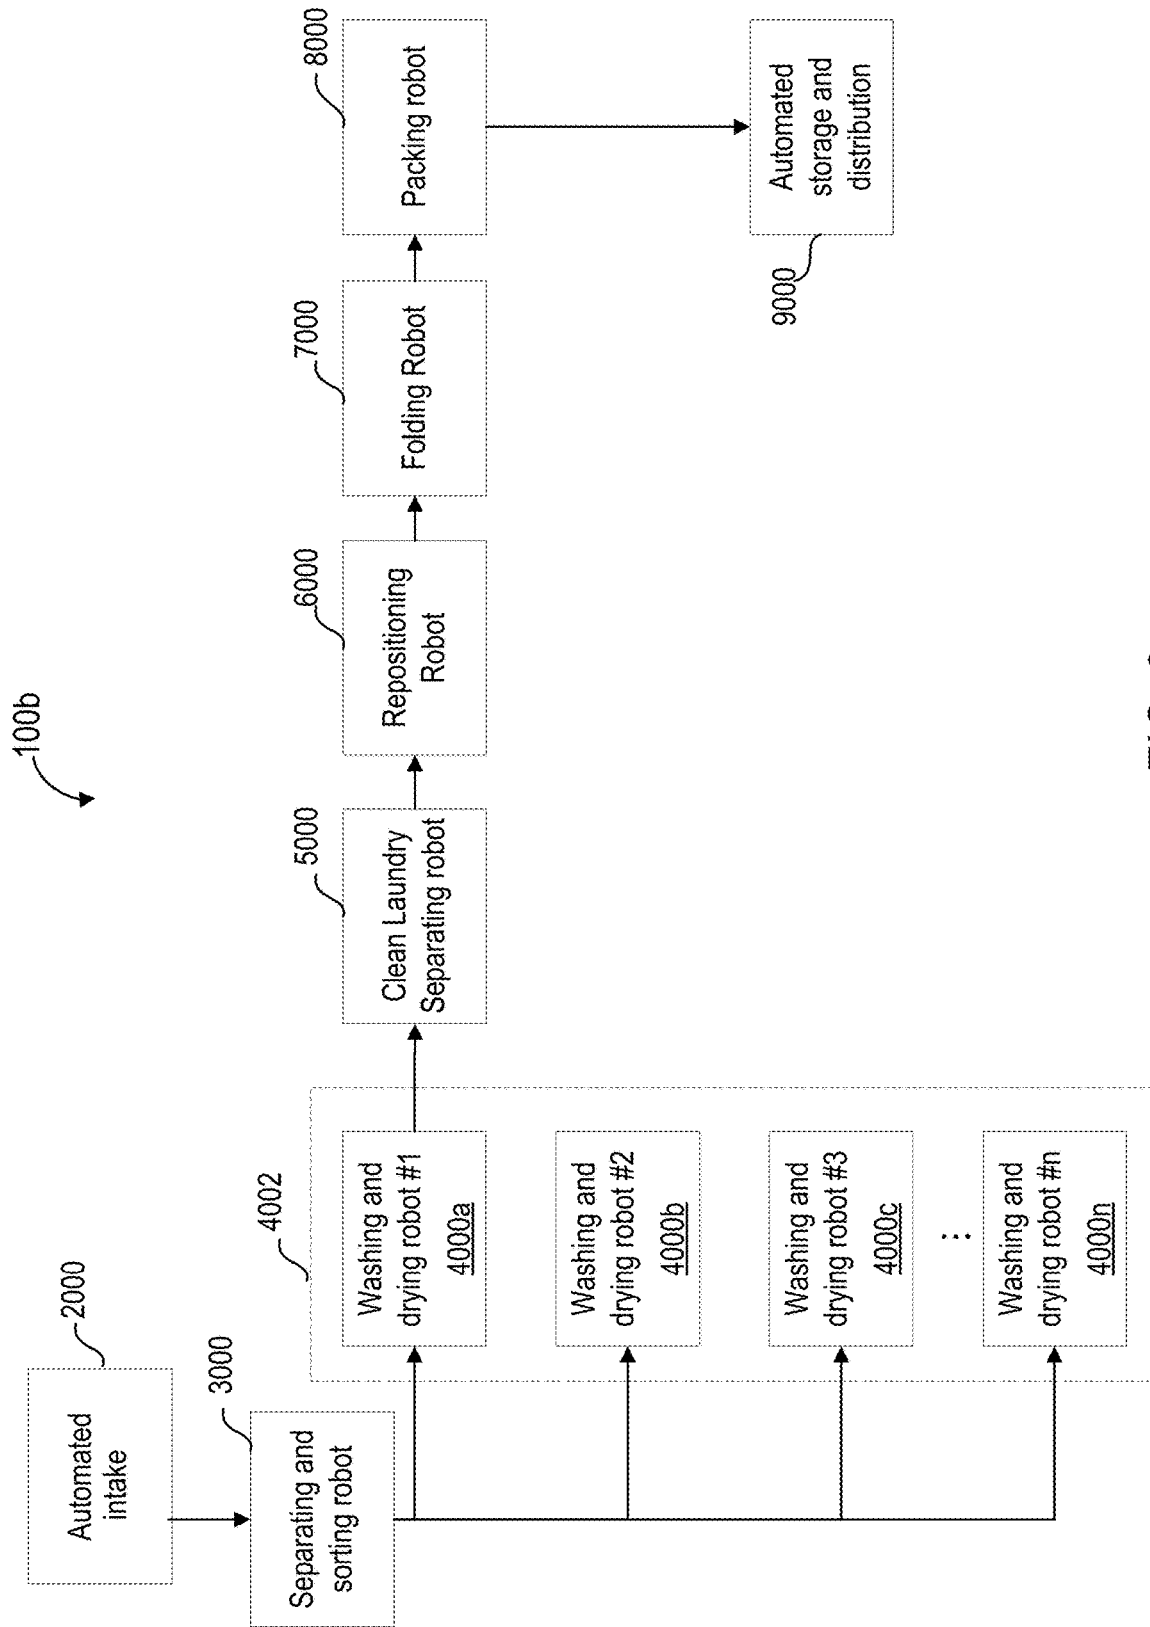 100b
2000
Automated
intake
3000
Separating and
sorting robot
4002
Washing and
drying robot #1
4000a
Washing and
drying robot #2
4000b
Washing and
drying robot #3
4000c
...
Washing and
drying robot #n
4000n
5000
Clean Laundry
Separating robot
6000
Repositioning
Robot
7000
Folding Robot
8000
Packing robot
9000
Automated
storage and
distribution